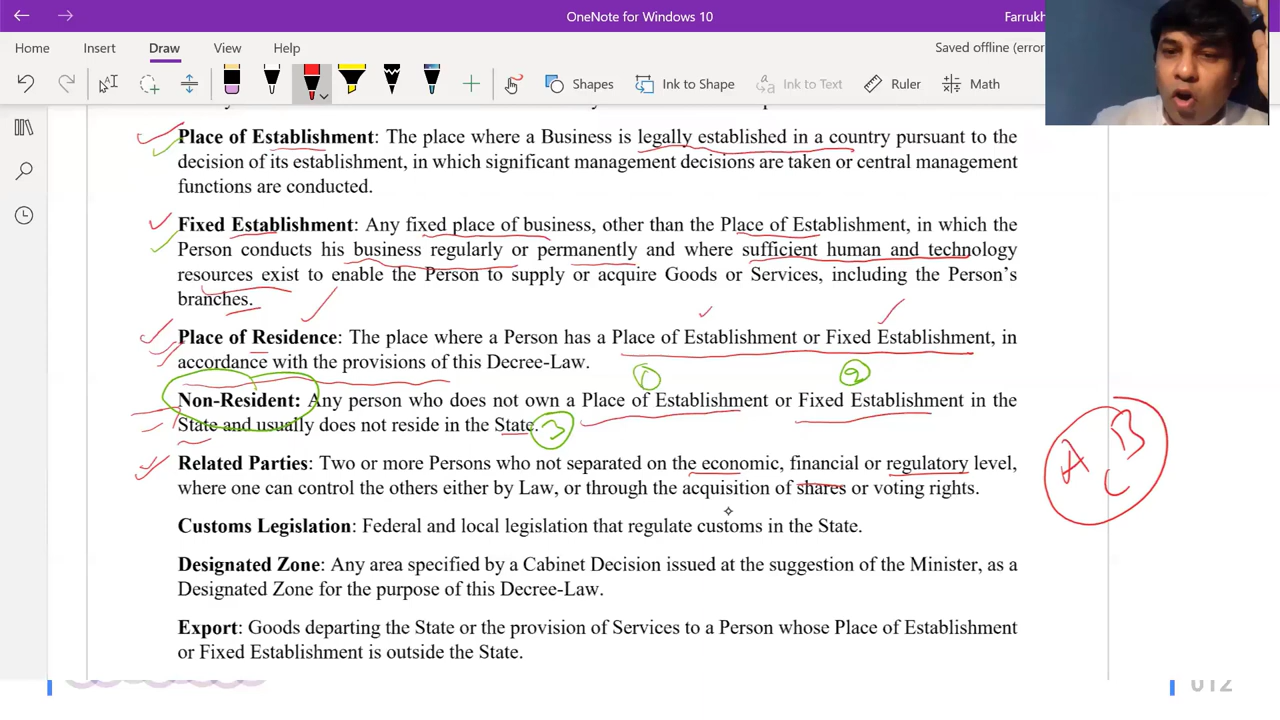 OneNote for Windows 10
Farrukh
Home Insert Draw View Help
Saved offline (error
Shapes Ink to Shape Ink to Text Ruler Math
Place of Establishment: The place where a Business is legally established in a country pursuant to the
decision of its establishment, in which significant management decisions are taken or central management
functions are conducted.
Fixed Establishment: Any fixed place of business, other than the Place of Establishment, in which the
Person conducts his business regularly or permanently and where sufficient human and technology
resources exist to enable the Person to supply or acquire Goods or Services, including the Person's
branches.
Place of Residence: The place where a Person has a Place of Establishment or Fixed Establishment, in
accordance with the provisions of this Decree-Law.
1 2
Non-Resident: Any person who does not own a Place of Establishment or Fixed Establishment in the
State and usually does not reside in the State. 3
Related Parties: Two or more Persons who not separated on the economic, financial or regulatory level,
where one can control the others either by Law, or through the acquisition of shares or voting rights.
A B
C
Customs Legislation: Federal and local legislation that regulate customs in the State.
Designated Zone: Any area specified by a Cabinet Decision issued at the suggestion of the Minister, as a
Designated Zone for the purpose of this Decree-Law.
Export: Goods departing the State or the provision of Services to a Person whose Place of Establishment
or Fixed Establishment is outside the State.
012